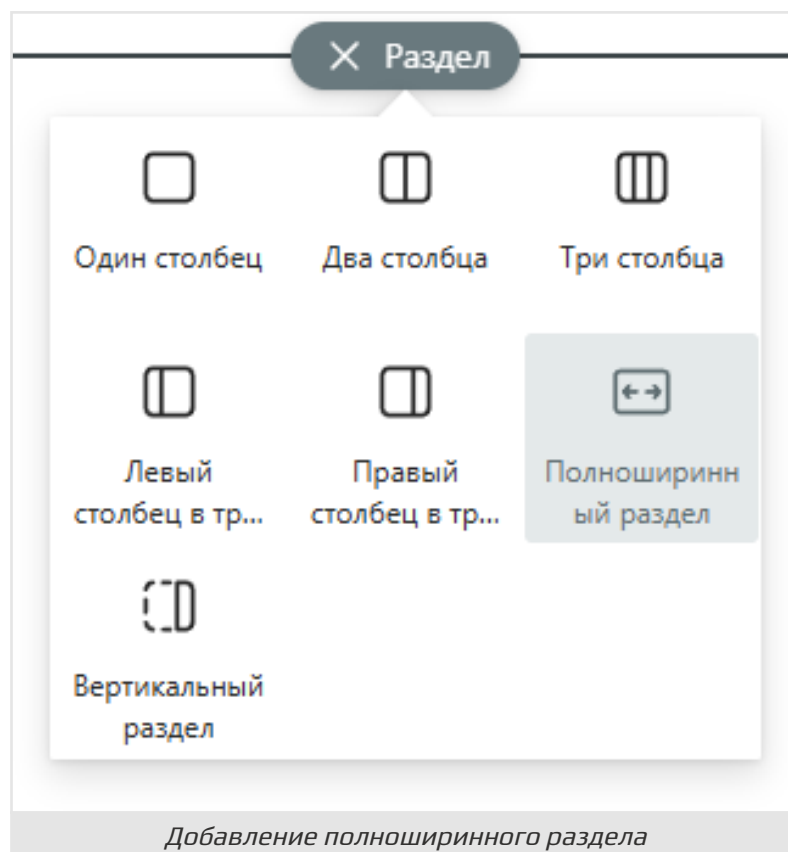 Раздел
Один столбец
Два столбца
Три столбца
Левый
столбец в тр...
Правый
столбец в тр...
Полноширинн
ый раздел
Вертикальный
раздел
Добавление полноширинного раздела